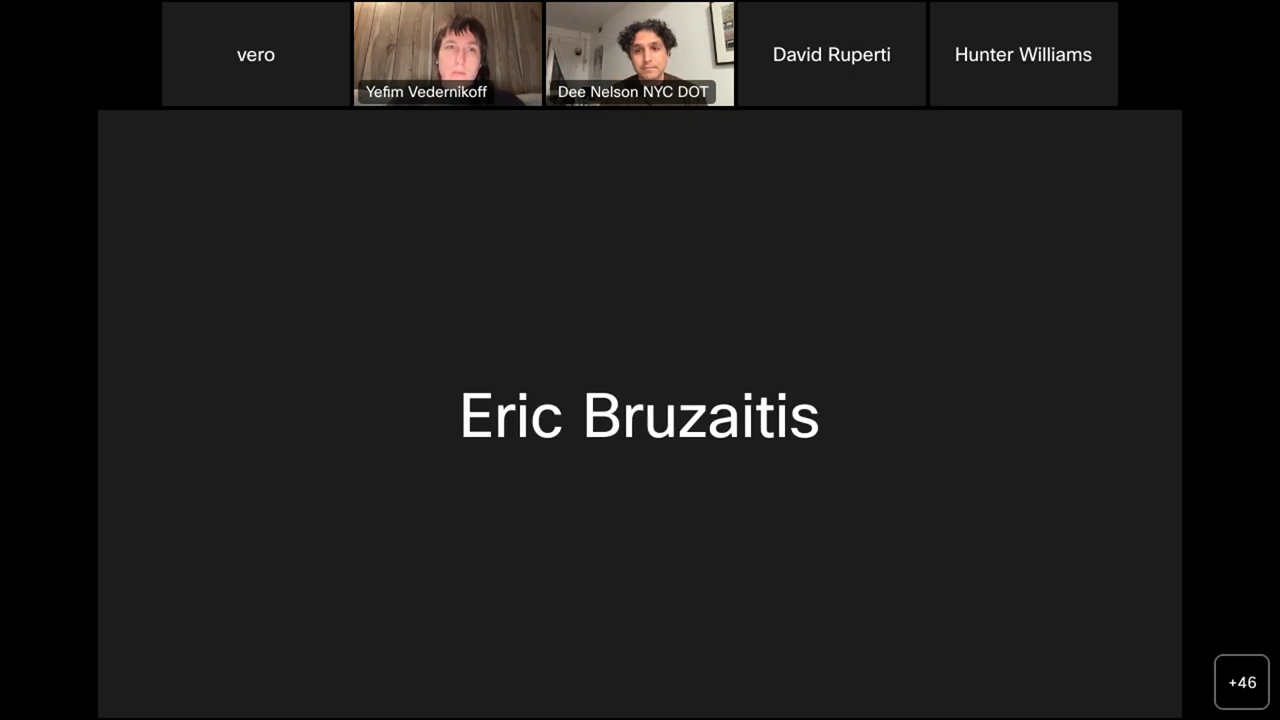 vero
Yefim Vedernikoff
Dee Nelson NYC DOT
David Ruperti
Hunter Williams
Eric Bruzaitis
+46